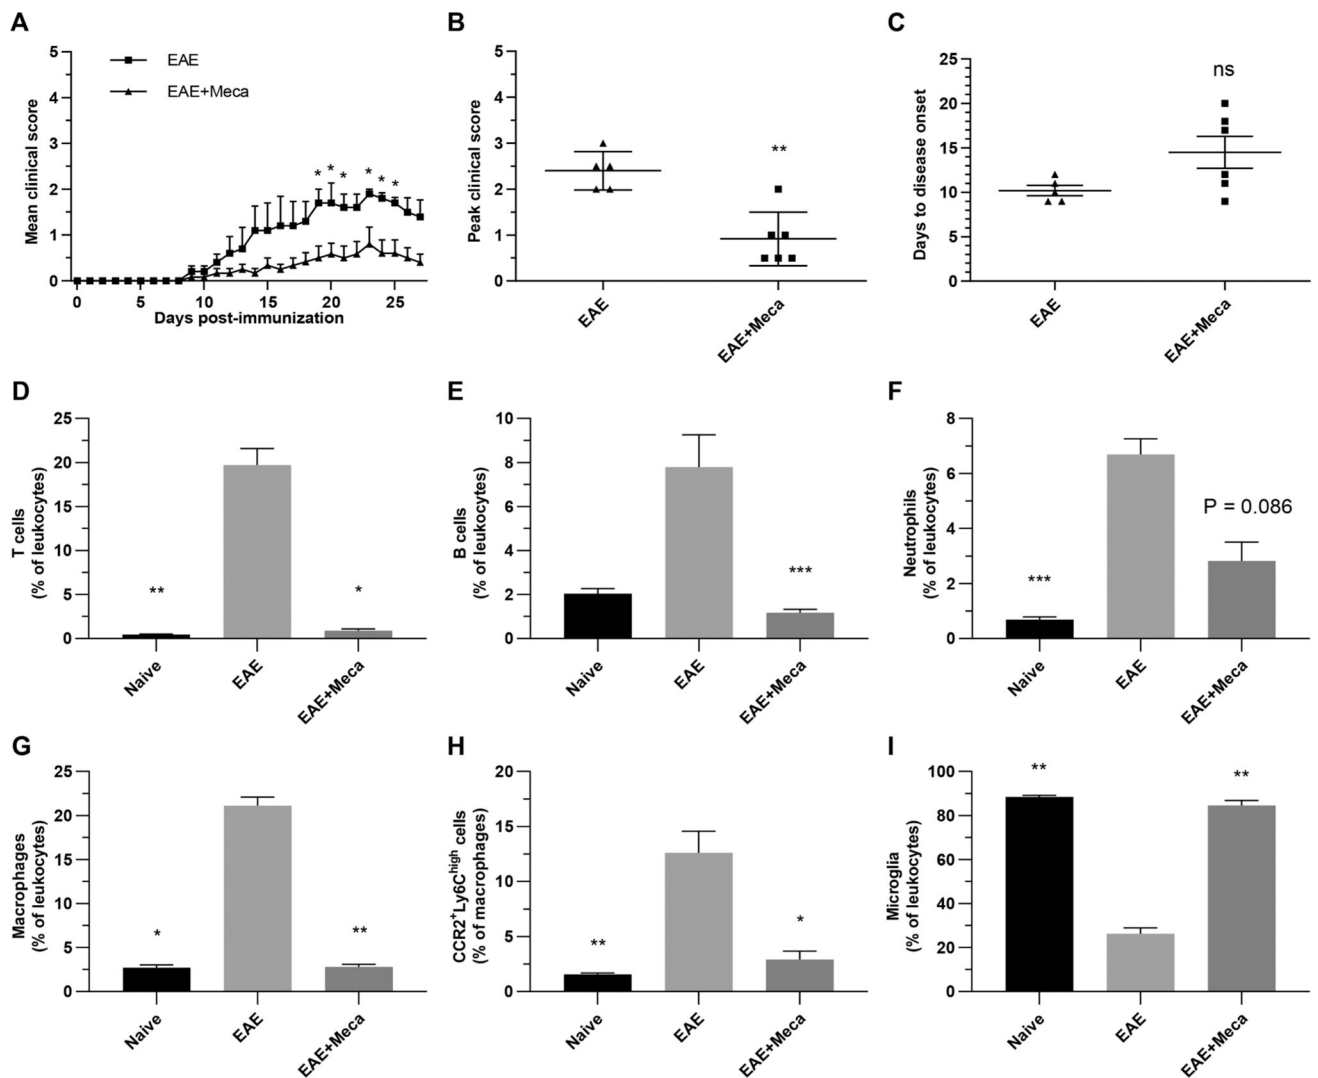 A
5
4
3
2
1
0
Mean clinical score
EAE
EAE+Meca
* * * * * *
0 5 10 15 20 25
Days post-immunization
B
5
4
3
2
1
0
Peak clinical score
**
EAE
EAE+Meca
C
25
20
15
10
5
0
Days to disease onset
ns
EAE
EAE+Meca
D
25
20
15
10
5
0
T cells
(% of leukocytes)
**
*
Naive
EAE
EAE+Meca
E
10
8
6
4
2
0
B cells
(% of leukocytes)
***
Naive
EAE
EAE+Meca
F
8
6
4
2
0
Neutrophils
(% of leukocytes)
***
P = 0.086
Naive
EAE
EAE+Meca
G
25
20
15
10
5
0
Macrophages
(% of leukocytes)
*
**
Naive
EAE
EAE+Meca
H
20
15
10
5
0
CCR2⁺Ly6Cʰⁱᵍʰ cells
(% of macrophages)
**
*
Naive
EAE
EAE+Meca
I
100
80
60
40
20
0
Microglia
(% of leukocytes)
**
**
Naive
EAE
EAE+Meca